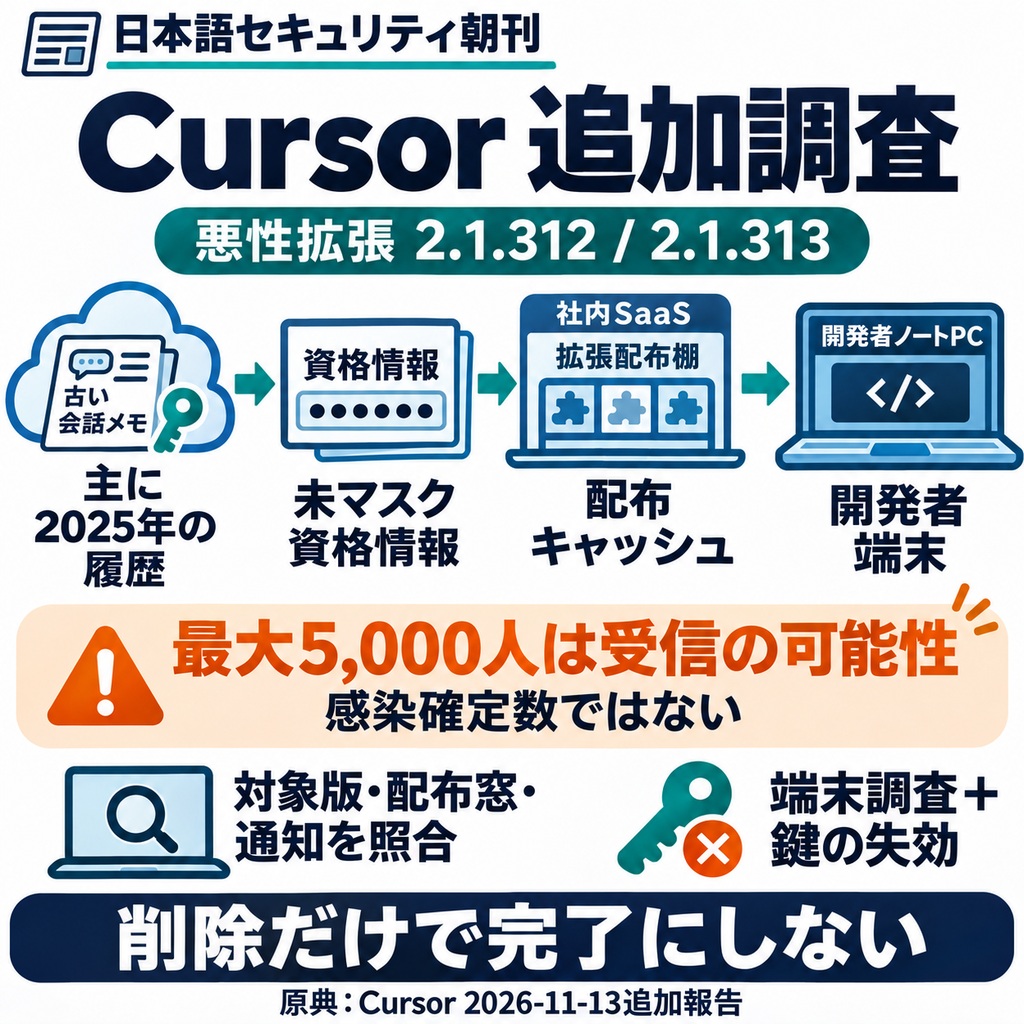 日本語セキュリティ朝刊
Cursor 追加調査
悪性拡張 2.1.312 / 2.1.313
古い
会話メモ
資格情報
社内SaaS
拡張配布棚
開発者ノートPC
</>
主に
2025年の
履歴
未マスク
資格情報
配布
キャッシュ
開発者
端末
最大5,000人は受信の可能性
感染確定数ではない
対象版・配布窓・
通知を照合
端末調査＋
鍵の失効
削除だけで完了にしない
原典：Cursor 2026-11-13追加報告